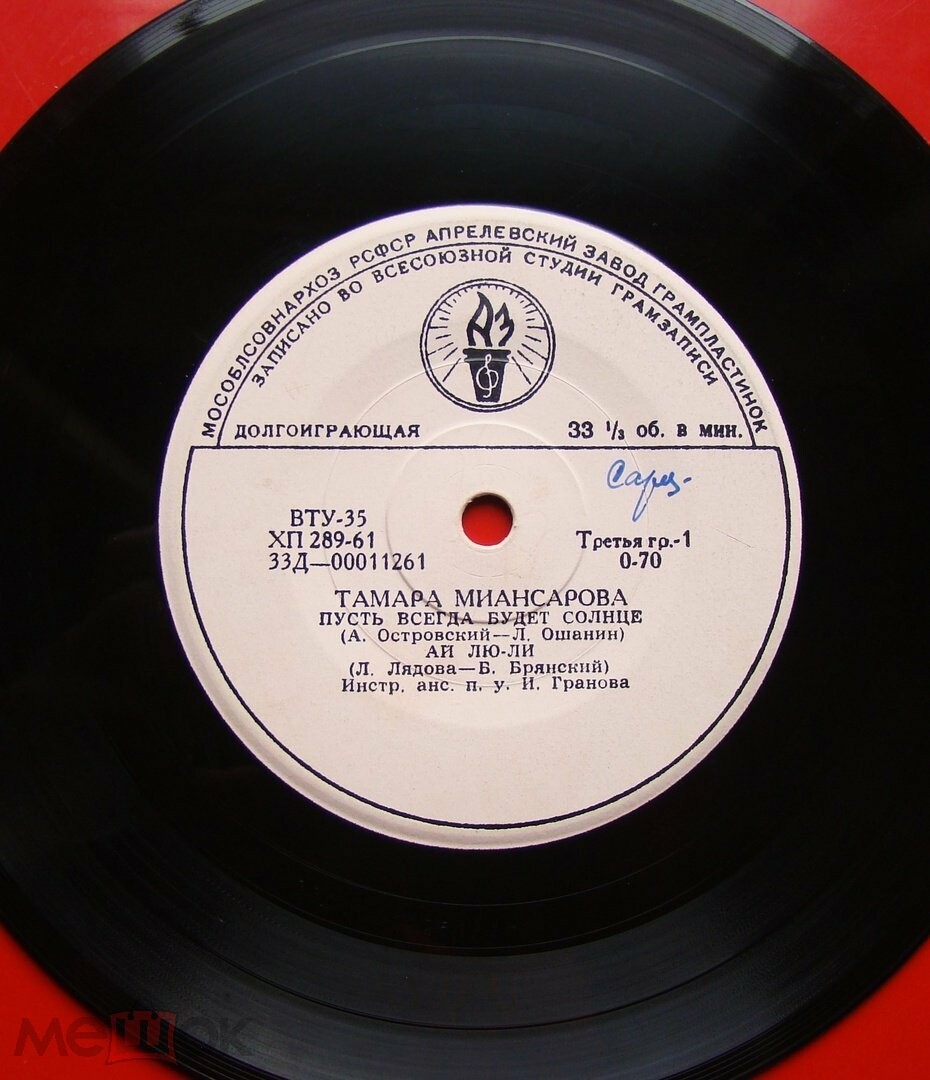 МОСОБЛСОВНАРХОЗ РСФСР АПРЕЛЕВСКИЙ ЗАВОД ГРАМПЛАСТИНОК
ЗАПИСАНО ВО ВСЕСОЮЗНОЙ СТУДИИ ГРАМЗАПИСИ
АЗ
ДОЛГОИГРАЮЩАЯ 33 ⅓ об. в мин.
ВТУ-35
ХП 289-61 Третья гр.-1
33Д—00011261 0-70
ТАМАРА МИАНСАРОВА
ПУСТЬ ВСЕГДА БУДЕТ СОЛНЦЕ
(А. Островский—Л. Ошанин)
АЙ ЛЮ-ЛИ
(Л. Лядова—Б. Брянский)
Инстр. анс. п. у. И. Гранова
мешок